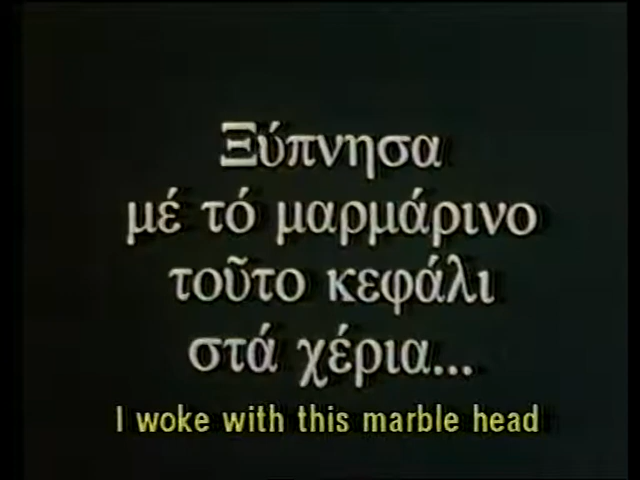 Ξύπνησα
μέ τό μαρμάρινο
τοῦτο κεφάλι
στά χέρια...
I woke with this marble head